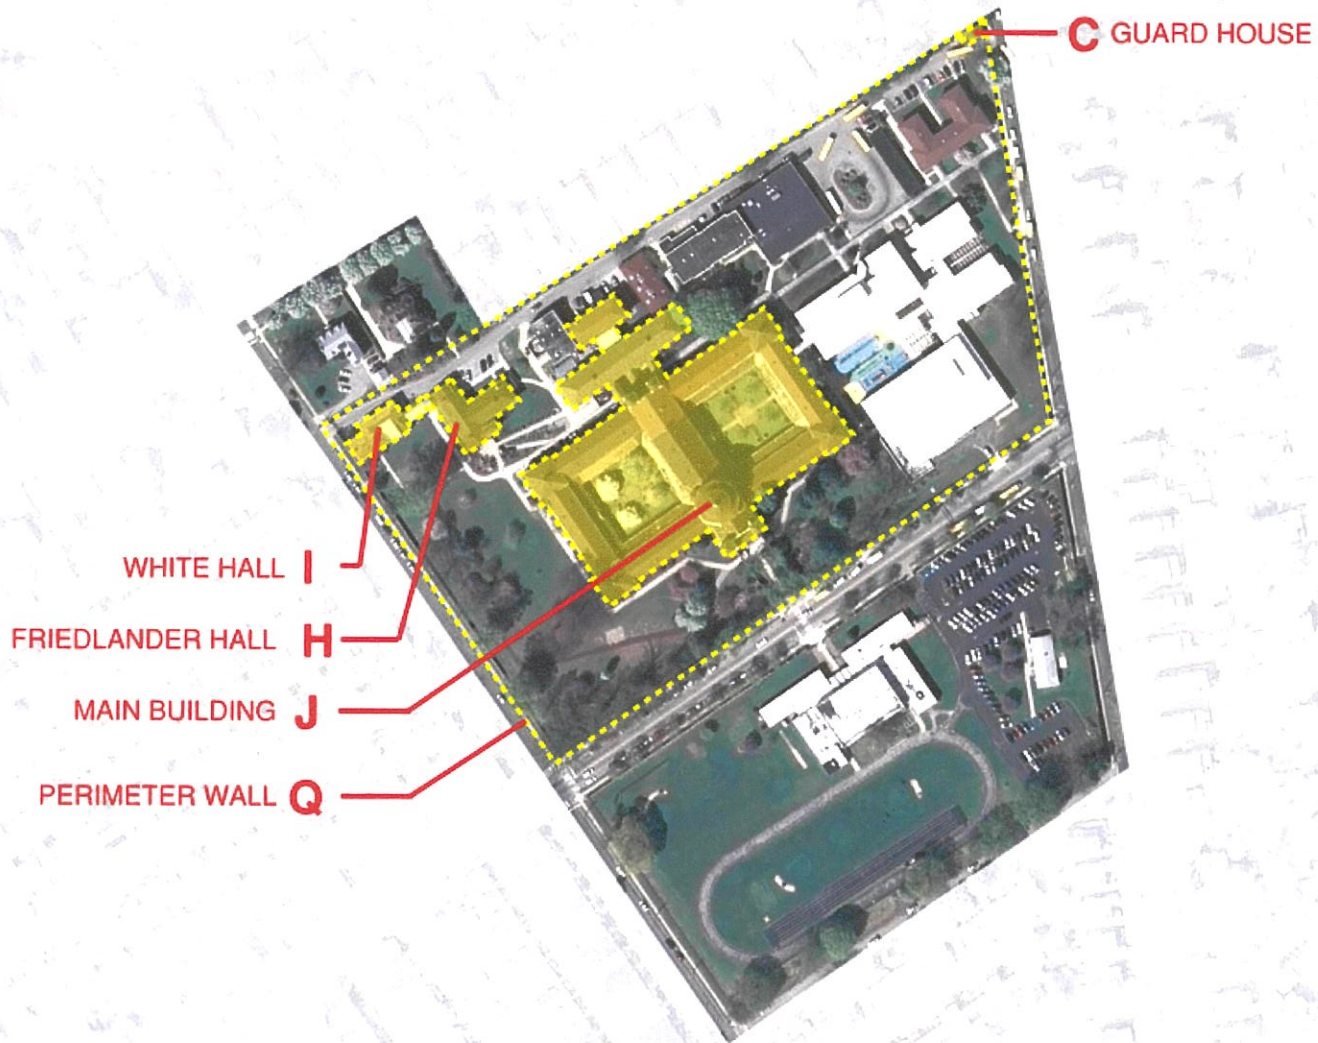 C GUARD HOUSE
WHITE HALL I
FRIEDLANDER HALL H
MAIN BUILDING J
PERIMETER WALL Q